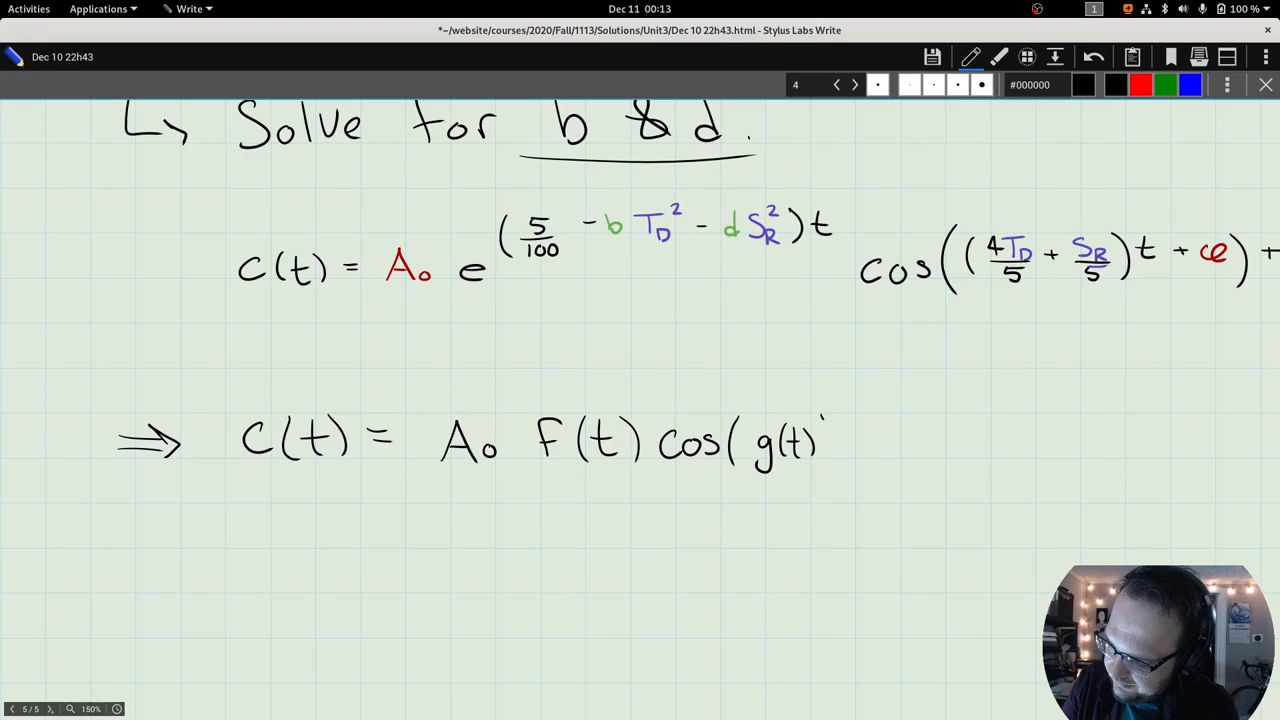 Activities Applications Write Dec 11 00:13 1 100 %
*~/website/courses/2020/Fall/1113/Solutions/Unit3/Dec 10 22h43.html - Stylus Labs Write ×
Dec 10 22h43
4 #000000
↳ Solve for b & d.
C(t) = A₀ e^((5/100 - b T_D² - d S_R²)t) cos((4T_D/5 + S_R/5)t + φ) +
⇒ C(t) = A₀ F(t) cos( g(t)
5/5 150%